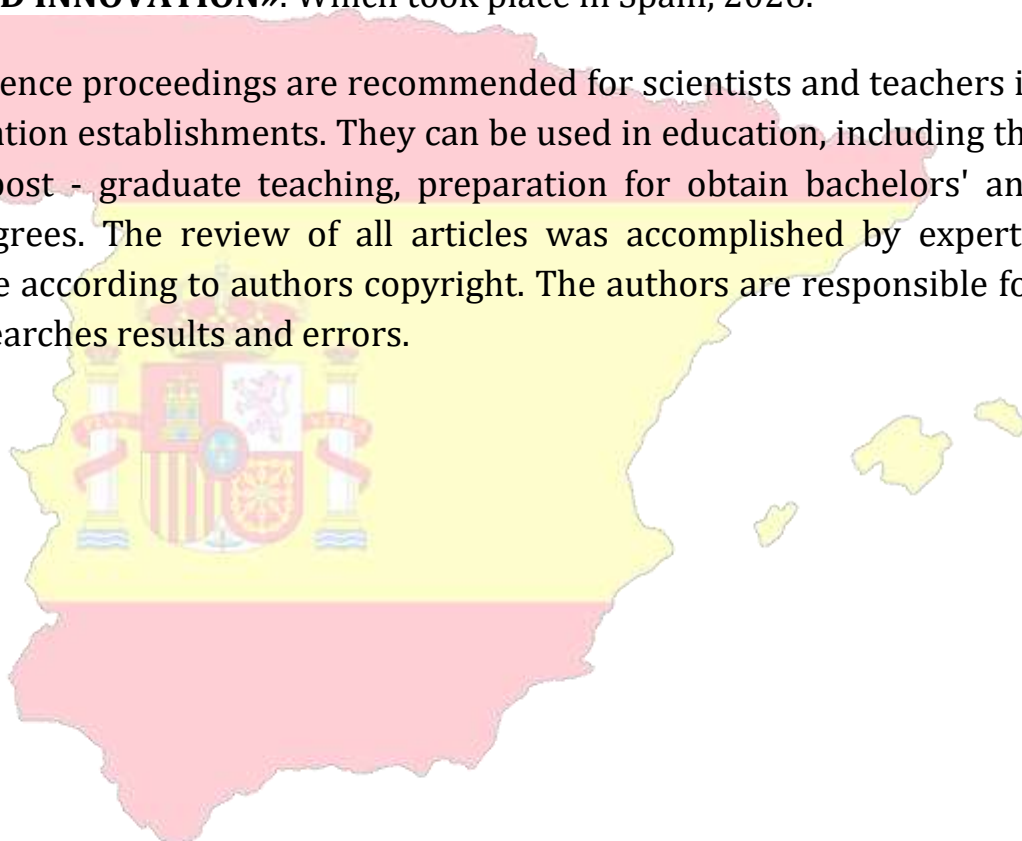 D INNOVATION». Which took place in Spain,
ence proceedings are recommended for scientists and teachers i
ation establishments. They can be used in education, including th
post - graduate teaching, preparation for obtain bachelors' an
grees. The review of all articles was accomplished by expert
e according to authors copyright. The authors are responsible fo
earches results and errors.